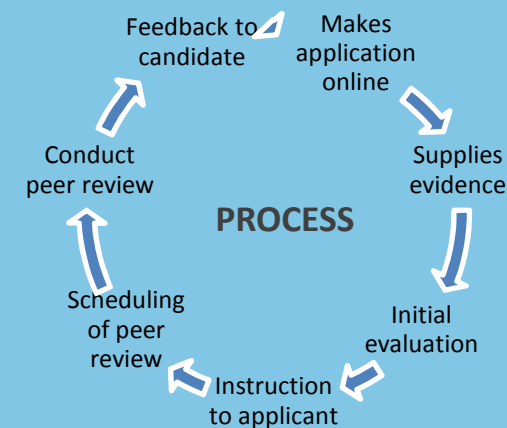 Makes
application
online
Supplies
evidence
Initial
evaluation
Instruction
to applicant
Scheduling
of peer
review
Conduct
peer review
Feedback to
candidate
PROCESS